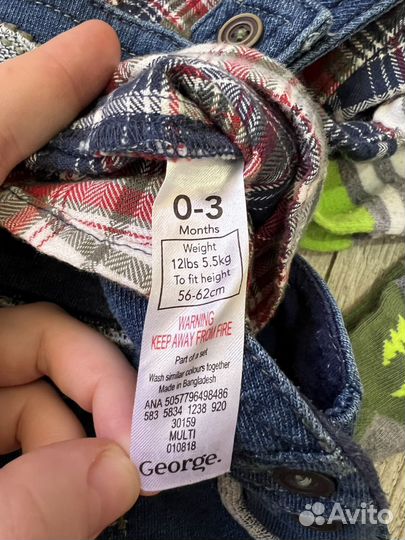 0-3
Months
Weight
12lbs 5.5kg
To fit height
56-62cm
WARNING
KEEP AWAY FROM FIRE
Part of a set
Wash similar colours together
Made in Bangladesh
ANA 5057796498486
583 5834 1238 920
30159
MULTI
010818
George.
Avito